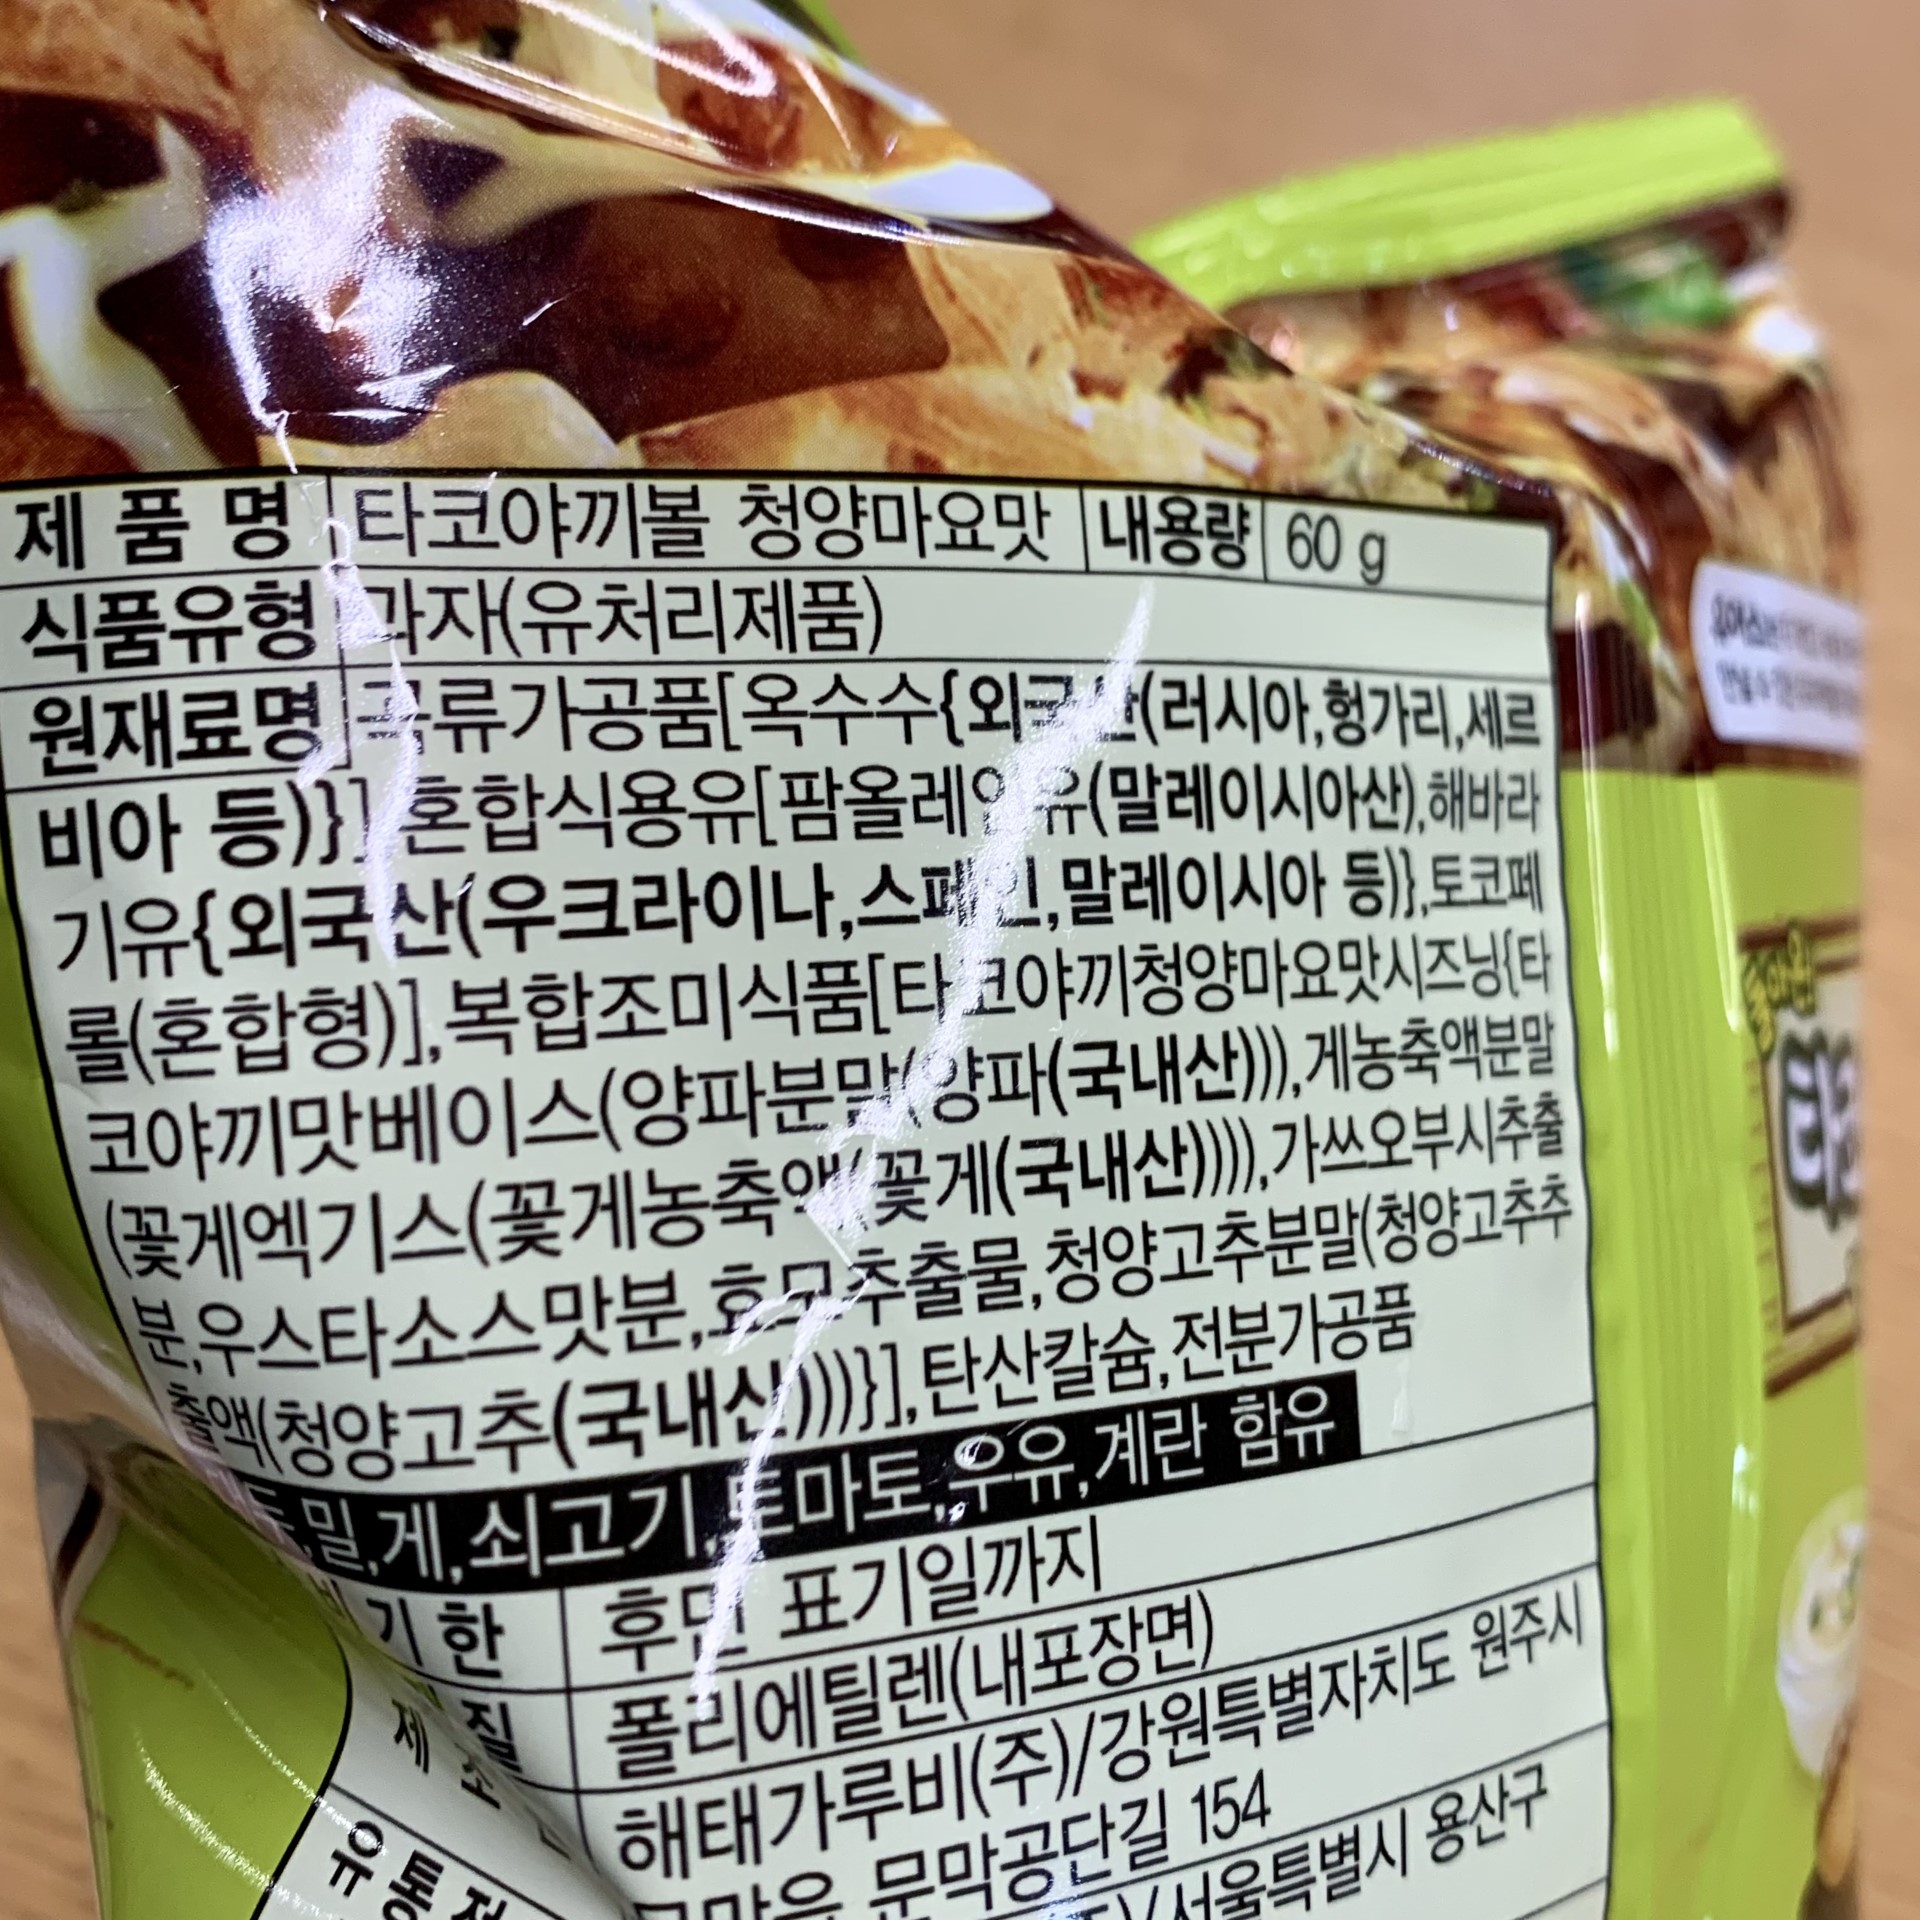 제 품 명 타코야끼볼 청양마요맛 내용량 60 g
식품유형 과자(유처리제품)
원재료명 곡류가공품[옥수수{외국산(러시아,헝가리,세르
비아 등)}],혼합식용유[팜올레인유(말레이시아산),해바라
기유{외국산(우크라이나,스페인,말레이시아 등)},토코페
롤(혼합형)],복합조미식품[타코야끼청양마요맛시즈닝{타
코야끼맛베이스(양파분말(양파(국내산))),게농축액분말
(꽃게엑기스(꽃게농축액(꽃게(국내산)))),가쓰오부시추출
분,우스타소스맛분,효모추출물,청양고추분말(청양고추추
출액(청양고추(국내산)))}],탄산칼슘,전분가공품
밀,게,쇠고기,토마토,우유,계란 함유
기 한 후면 표기일까지
질 폴리에틸렌(내포장면)
제 조 해태가루비(주)/강원특별자치도 원주시
문막공단길 154
유통전 서울특별시 용산구